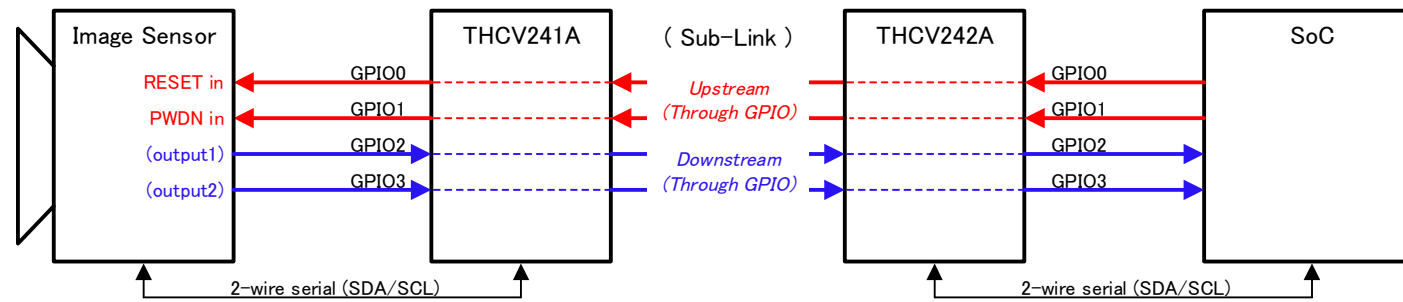 Image Sensor
THCV241A
( Sub-Link )
THCV242A
SoC
RESET in
GPIO0
Upstream
GPIO0
PWDN in
GPIO1
(Through GPIO)
GPIO1
(output1)
GPIO2
Downstream
GPIO2
(output2)
GPIO3
(Through GPIO)
GPIO3
2-wire serial (SDA/SCL)
2-wire serial (SDA/SCL)